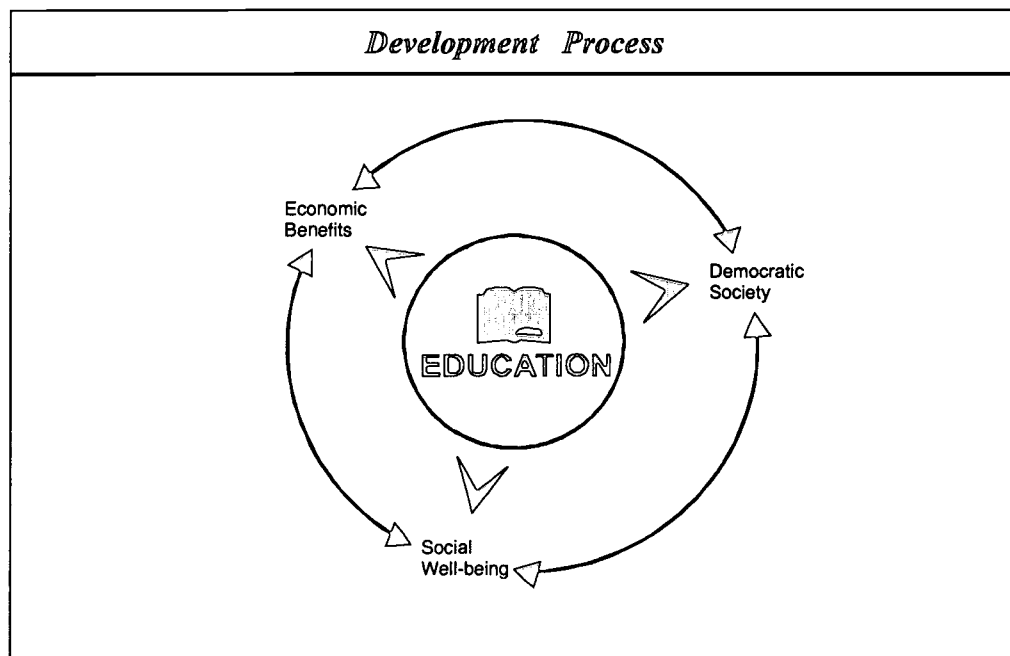 Development Process
Economic
Benefits
Democratic
Society
EDUCATION
Social
Well-being